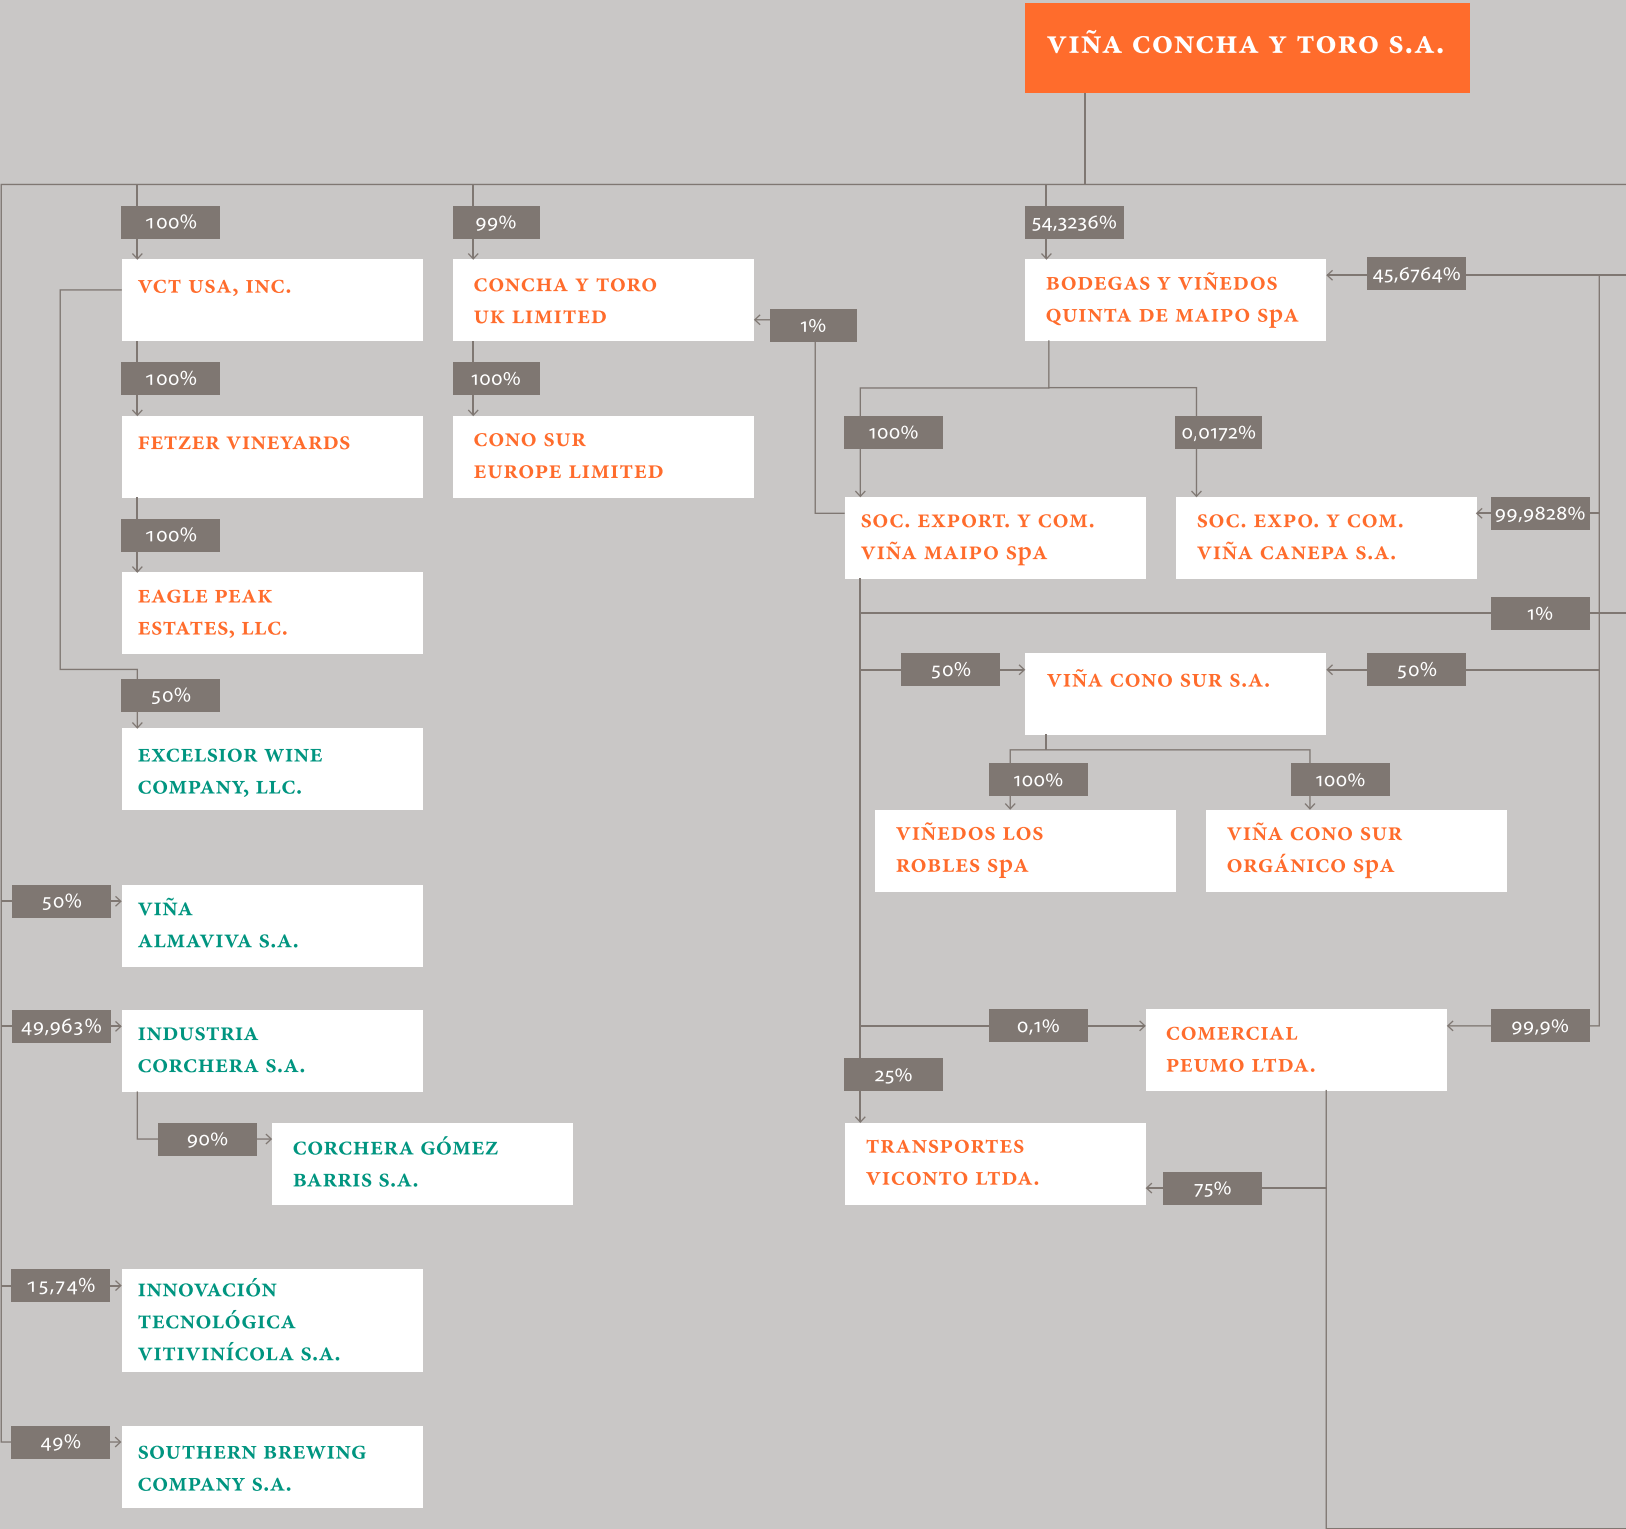 VIÑA CONCHA Y TORO S.A.
100%
99%
54,3236%
45,6764%
VCT USA, INC.
CONCHA Y TORO
UK LIMITED
1%
BODEGAS Y VIÑEDOS
QUINTA DE MAIPO SpA
100%
100%
100%
0,0172%
FETZER VINEYARDS
CONO SUR
EUROPE LIMITED
SOC. EXPORT. Y COM.
VIÑA MAIPO SpA
SOC. EXPO. Y COM.
VIÑA CANEPA S.A.
99,9828%
100%
EAGLE PEAK
ESTATES, LLC.
1%
50%
VIÑA CONO SUR S.A.
50%
50%
EXCELSIOR WINE
COMPANY, LLC.
100%
100%
VIÑEDOS LOS
ROBLES SpA
VIÑA CONO SUR
ORGÁNICO SpA
50%
VIÑA
ALMAVIVA S.A.
49,963%
INDUSTRIA
CORCHERA S.A.
0,1%
COMERCIAL
PEUMO LTDA.
99,9%
25%
90%
CORCHERA GÓMEZ
BARRIS S.A.
TRANSPORTES
VICONTO LTDA.
75%
15,74%
INNOVACIÓN
TECNOLÓGICA
VITIVINÍCOLA S.A.
49%
SOUTHERN BREWING
COMPANY S.A.